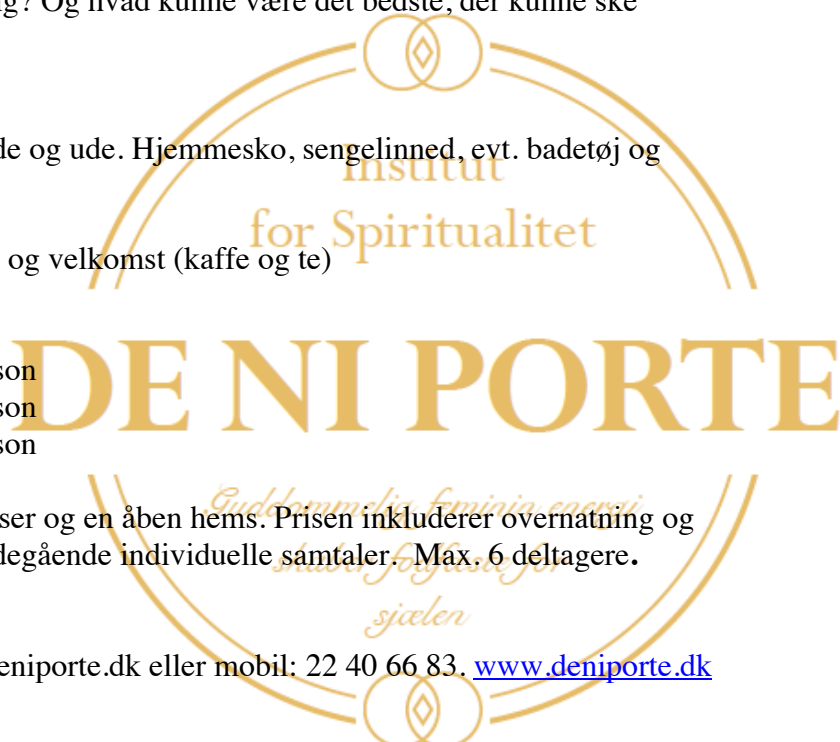 ig? Og hvad kunne være det bedste, der kunne ske
de og ude. Hjemmesko, sengelinned, evt. badetøj og
Institut
for Spiritualitet
og velkomst (kaffe og te)
DE NI PORTE
son
son
son
Guddommelig feminin energi
ser og en åben hems. Prisen inkluderer overnatning og
skaber fodfæste for
degående individuelle samtaler. Max. 6 deltagere.
sjælen
eniporte.dk eller mobil: 22 40 66 83. www.deniporte.dk